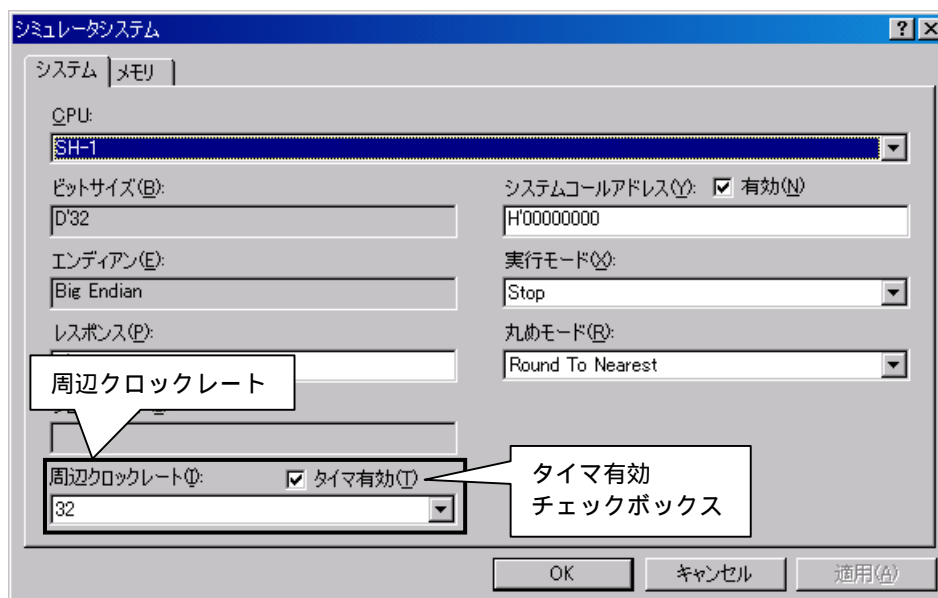 シミュレータシステム
システム
メモリ
CPU:
SH-1
ビットサイズ(B):
D'32
システムコールアドレス(Y): 有効(N)
H'00000000
エンディアン(E):
Big Endian
実行モード(X):
Stop
レスポンス(P):
丸めモード(R):
Round To Nearest
周辺クロックレート
周辺クロックレート(I): タイマ有効(T)
32
タイマ有効
チェックボックス
OK
キャンセル
適用(A)